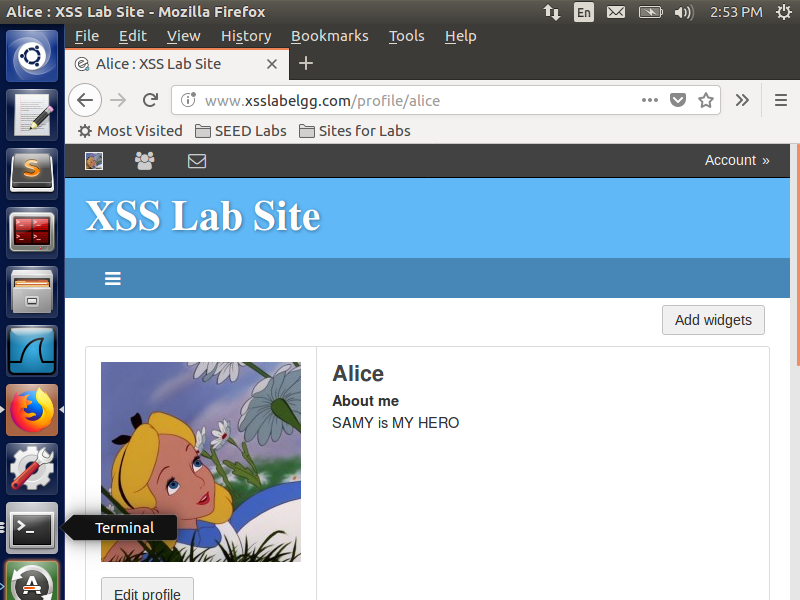 Alice : XSS Lab Site - Mozilla Firefox
En
2:53 PM
File Edit View History Bookmarks Tools Help
Alice : XSS Lab Site
www.xsslabelgg.com/profile/alice
Most Visited SEED Labs Sites for Labs
Account »
XSS Lab Site
Add widgets
Alice
About me
SAMY is MY HERO
Terminal
Edit profile